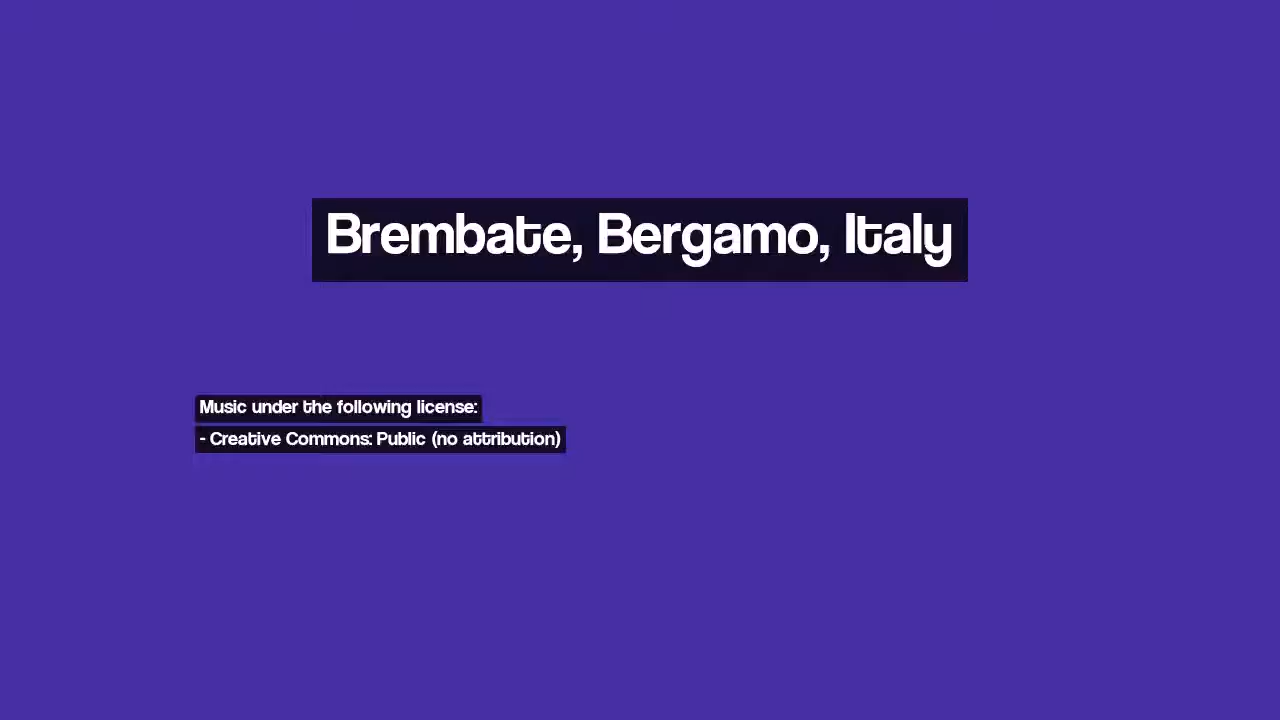 Brembate, Bergamo, Italy
Music under the following license:
- Creative Commons: Public (no attribution)